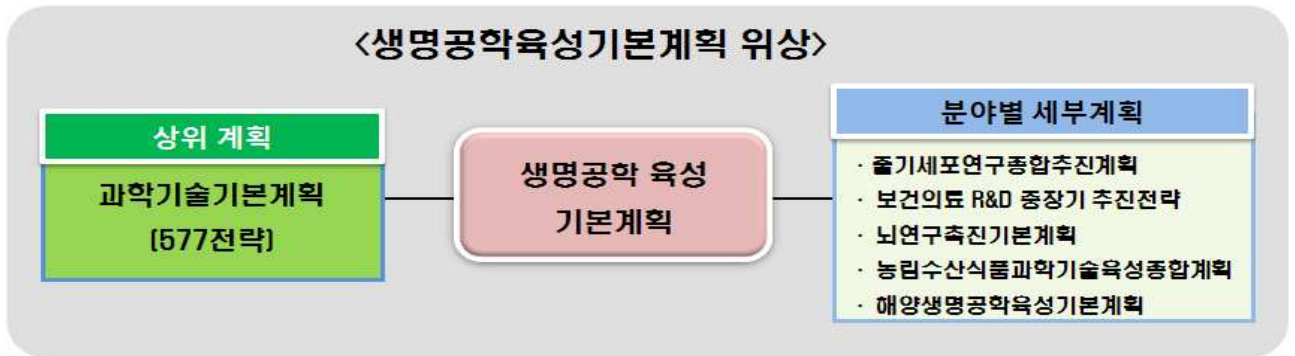 <생명공학육성기본계획 위상>
상위 계획
과학기술기본계획
(577전략)
생명공학 육성
기본계획
분야별 세부계획
· 줄기세포연구종합추진계획
· 보건의료 R&D 중장기 추진전략
· 뇌연구촉진기본계획
· 농림수산식품과학기술육성종합계획
· 해양생명공학육성기본계획